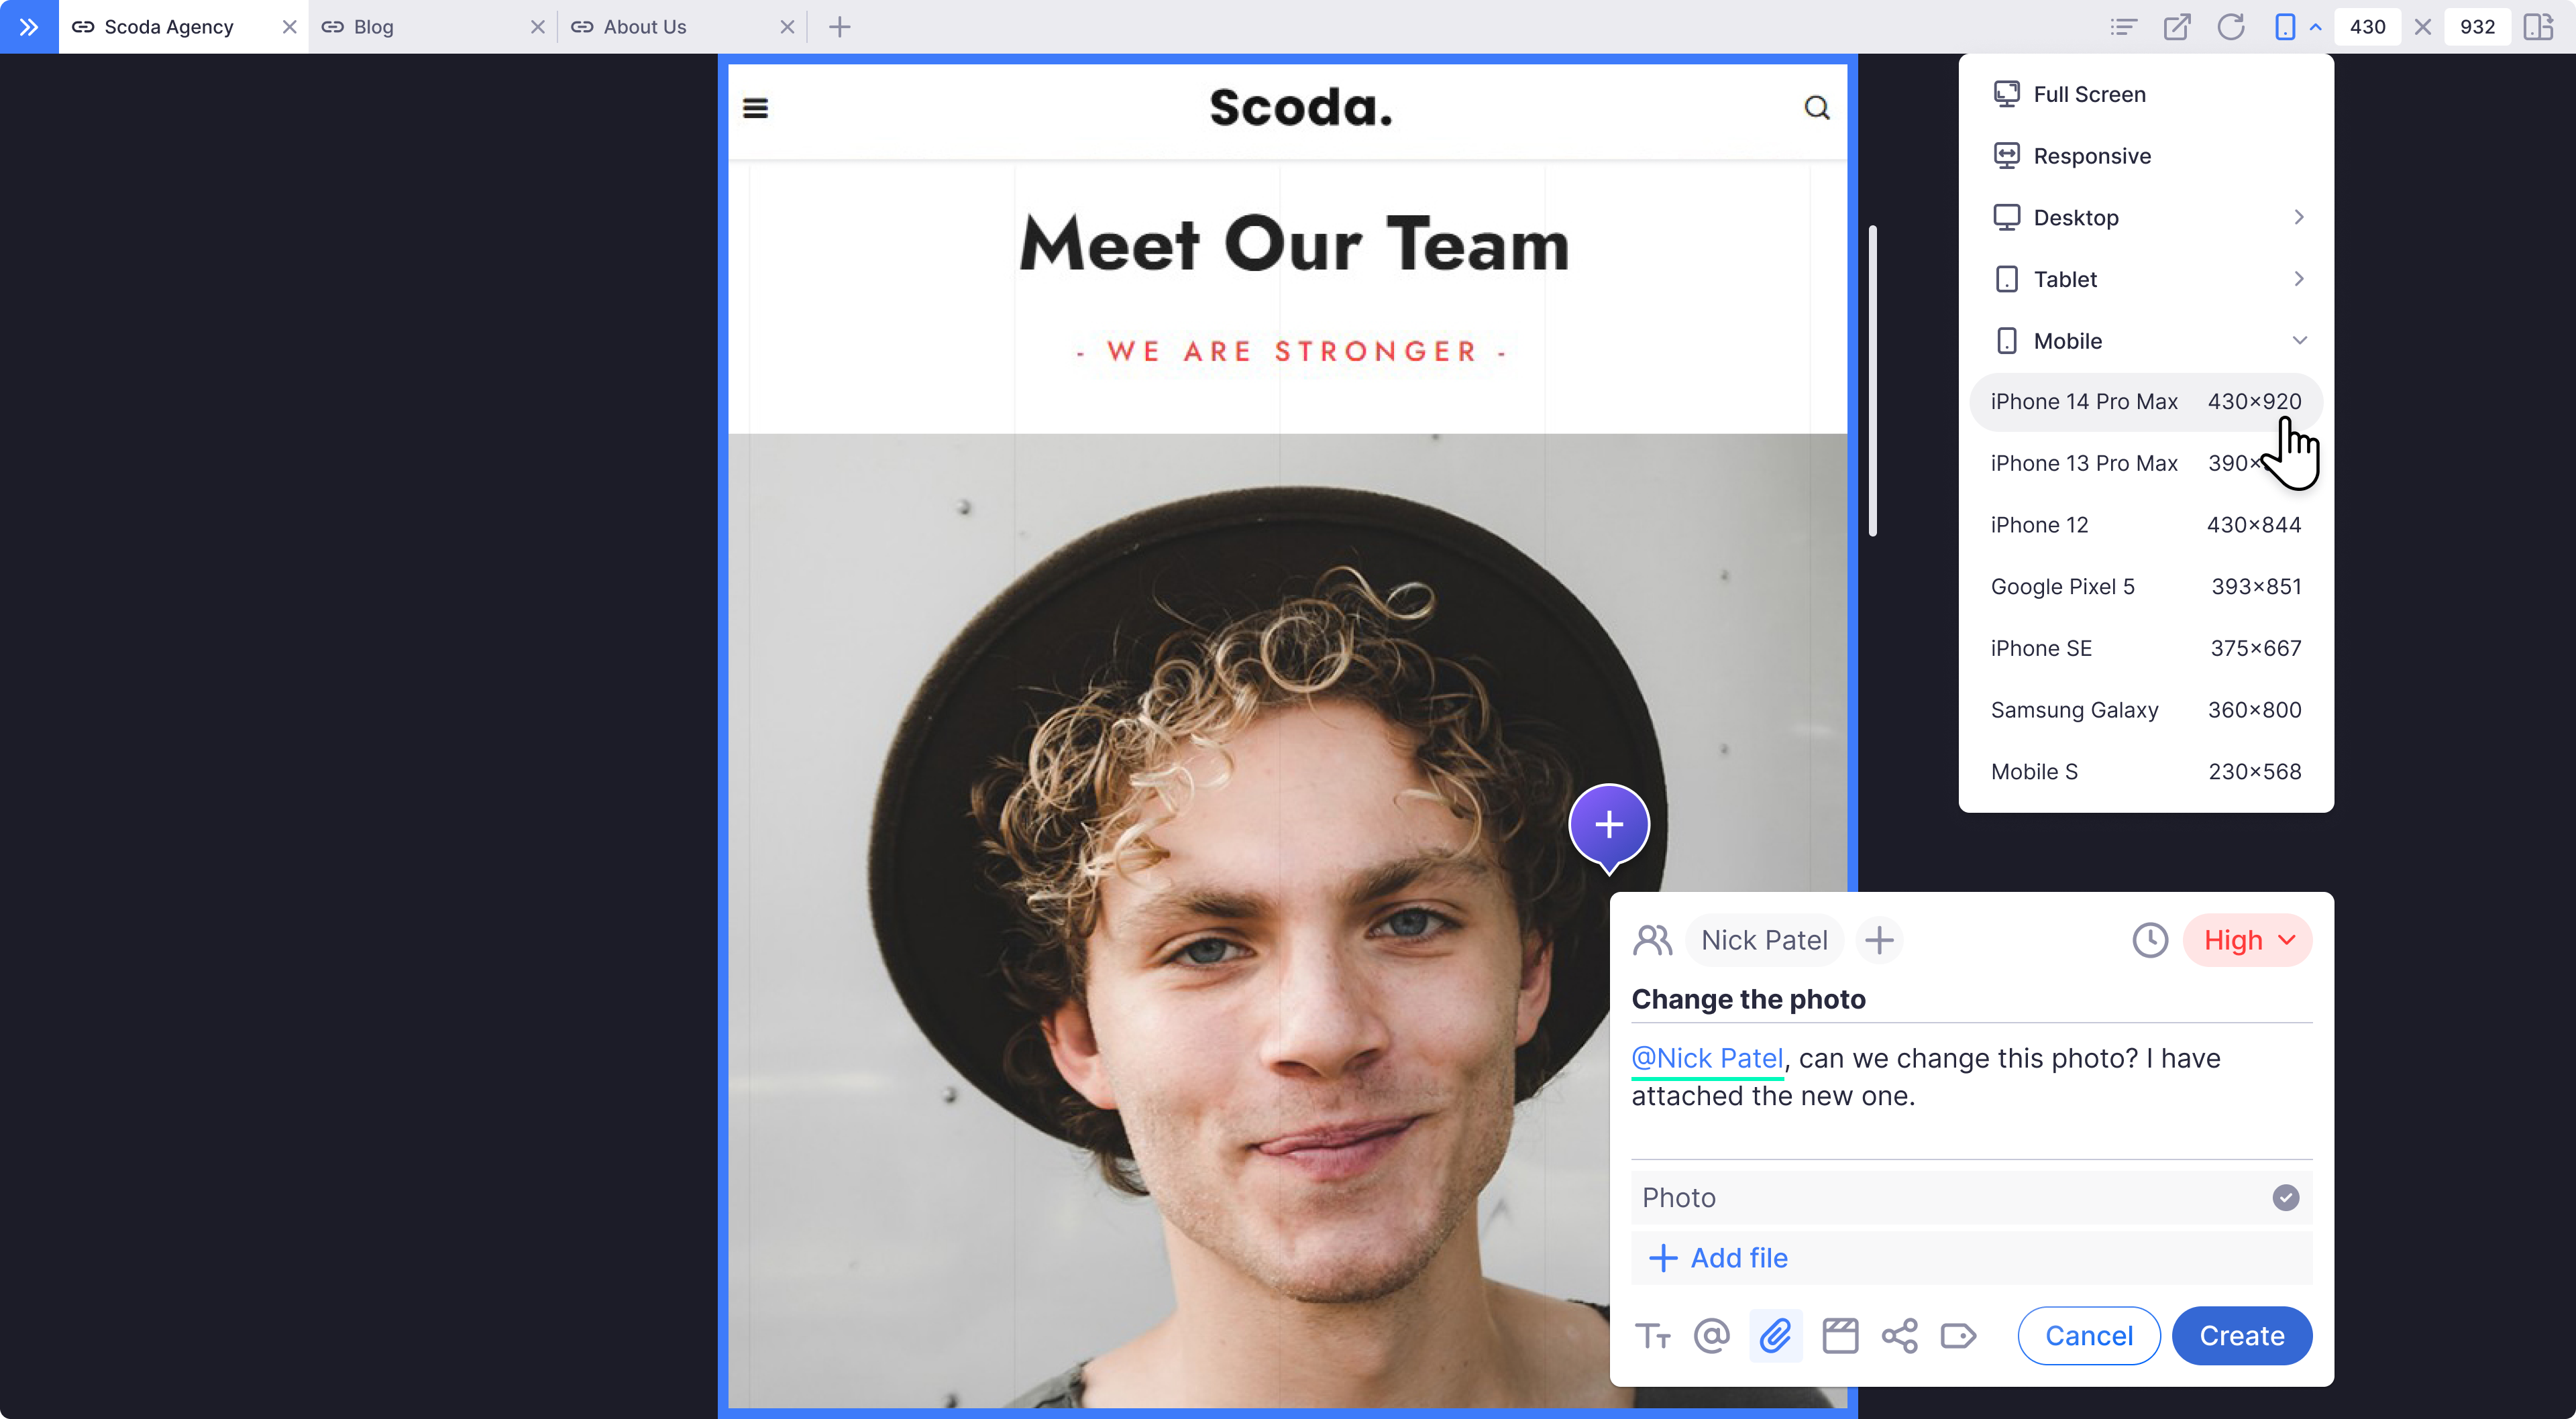 Scoda Agency
Blog
About Us
430
932
Scoda.
Meet Our Team
- WE ARE STRONGER -
Full Screen
Responsive
Desktop
Tablet
Mobile
iPhone 14 Pro Max 430×920
iPhone 13 Pro Max 390×
iPhone 12 430×844
Google Pixel 5 393×851
iPhone SE 375×667
Samsung Galaxy 360×800
Mobile S 230×568
Nick Patel
High
Change the photo
@Nick Patel, can we change this photo? I have
attached the new one.
Photo
Add file
Cancel
Create